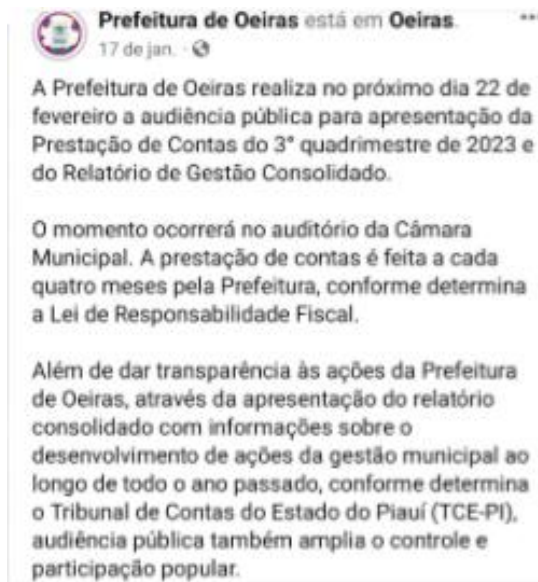 Prefeitura de Oeiras está em Oeiras.
17 de jan. ·
A Prefeitura de Oeiras realiza no próximo dia 22 de
fevereiro a audiência pública para apresentação da
Prestação de Contas do 3° quadrimestre de 2023 e
do Relatório de Gestão Consolidado.
O momento ocorrerá no auditório da Câmara
Municipal. A prestação de contas é feita a cada
quatro meses pela Prefeitura, conforme determina
a Lei de Responsabilidade Fiscal.
Além de dar transparência às ações da Prefeitura
de Oeiras, através da apresentação do relatório
consolidado com informações sobre o
desenvolvimento de ações da gestão municipal ao
longo de todo o ano passado, conforme determina
o Tribunal de Contas do Estado do Piauí (TCE-PI),
audiência pública também amplia o controle e
participação popular.